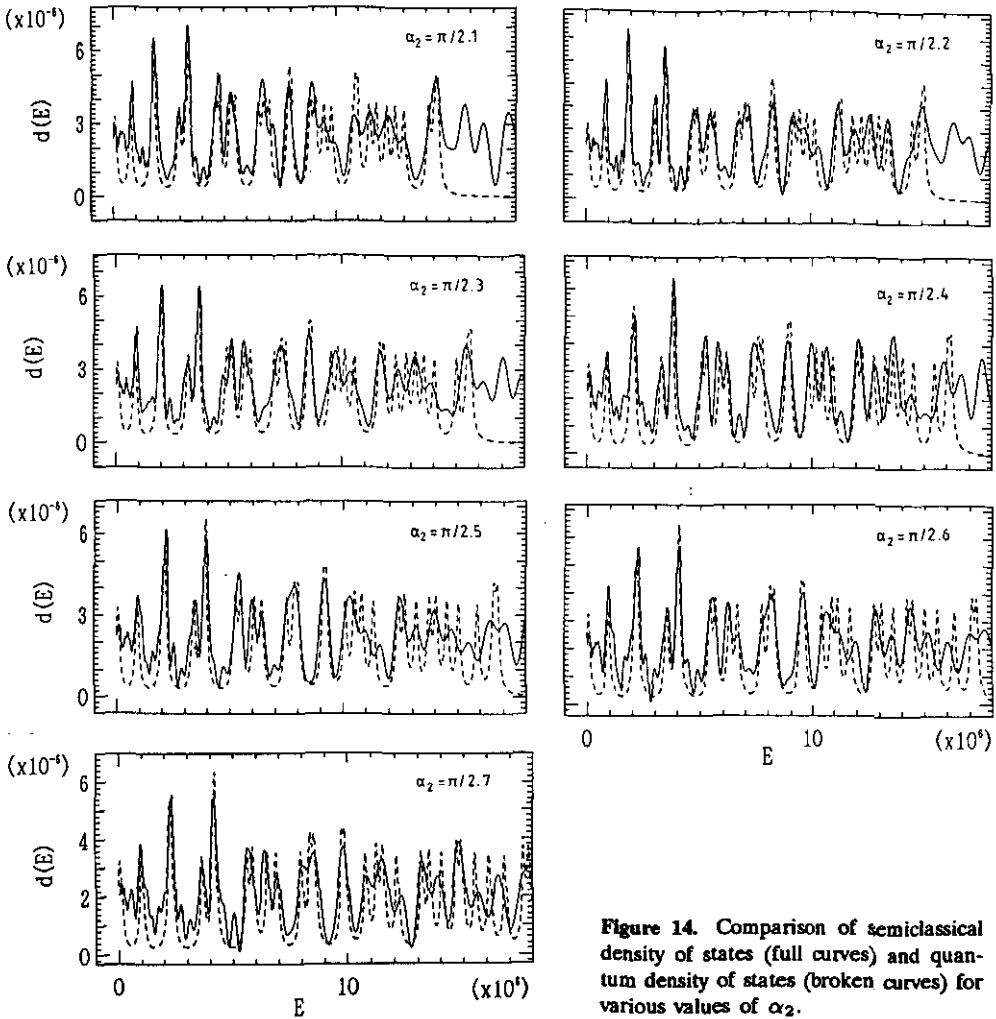 (x10⁻⁶)
6
3
0
d(E)
α₂ = π/2.1
α₂ = π/2.2
(x10⁻⁶)
6
3
0
d(E)
α₂ = π/2.3
0
10
α₂ = π/2.4
(x10⁻⁶)
6
3
0
d(E)
α₂ = π/2.5
α₂ = π/2.6
0
10
(x10⁶)
E
(x10⁻⁶)
6
4
2
0
d(E)
α₂ = π/2.7
0
10
(x10⁶)
E
Figure 14. Comparison of semiclassical
density of states (full curves) and quan-
tum density of states (broken curves) for
various values of α₂.